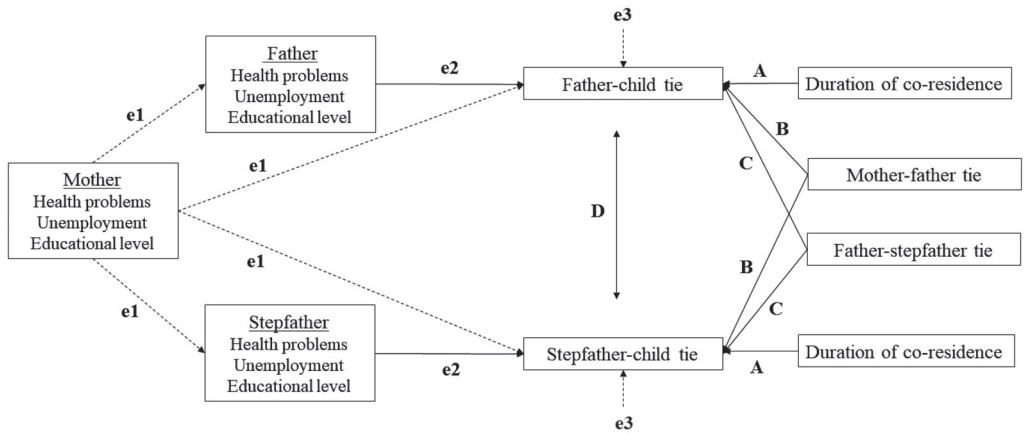 e3
Father
Health problems
Unemployment
Educational level
e2
Father-child tie
A
Duration of co-residence
e1
B
e1
C
Mother
Health problems
Unemployment
Educational level
Mother-father tie
D
e1
B
Father-stepfather tie
e1
C
Stepfather
Health problems
Unemployment
Educational level
e2
Stepfather-child tie
A
Duration of co-residence
e3